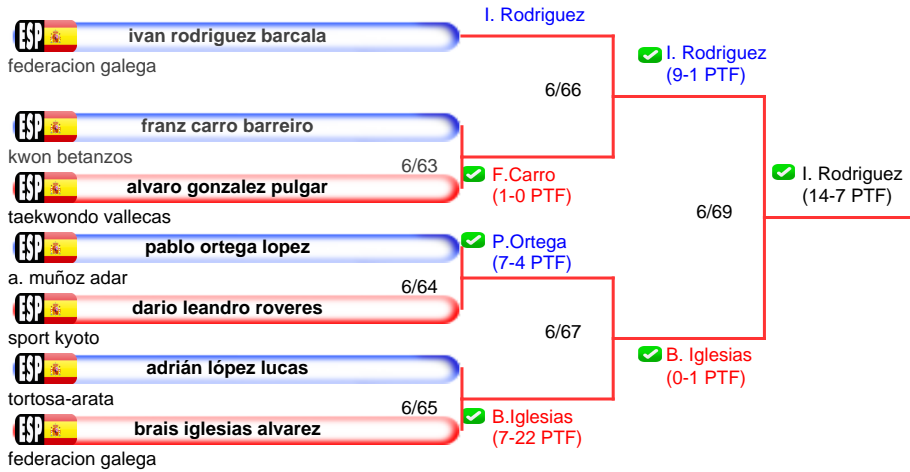 I. Rodriguez
ESP ivan rodriguez barcala
federacion galega
I. Rodriguez
(9-1 PTF)
6/66
ESP franz carro barreiro
kwon betanzos
6/63
ESP alvaro gonzalez pulgar
taekwondo vallecas
F.Carro
(1-0 PTF)
I. Rodriguez
(14-7 PTF)
6/69
ESP pablo ortega lopez
a. muñoz adar
P.Ortega
(7-4 PTF)
6/64
ESP dario leandro roveres
sport kyoto
6/67
ESP adrián lópez lucas
tortosa-arata
B. Iglesias
(0-1 PTF)
6/65
ESP brais iglesias alvarez
federacion galega
B.Iglesias
(7-22 PTF)